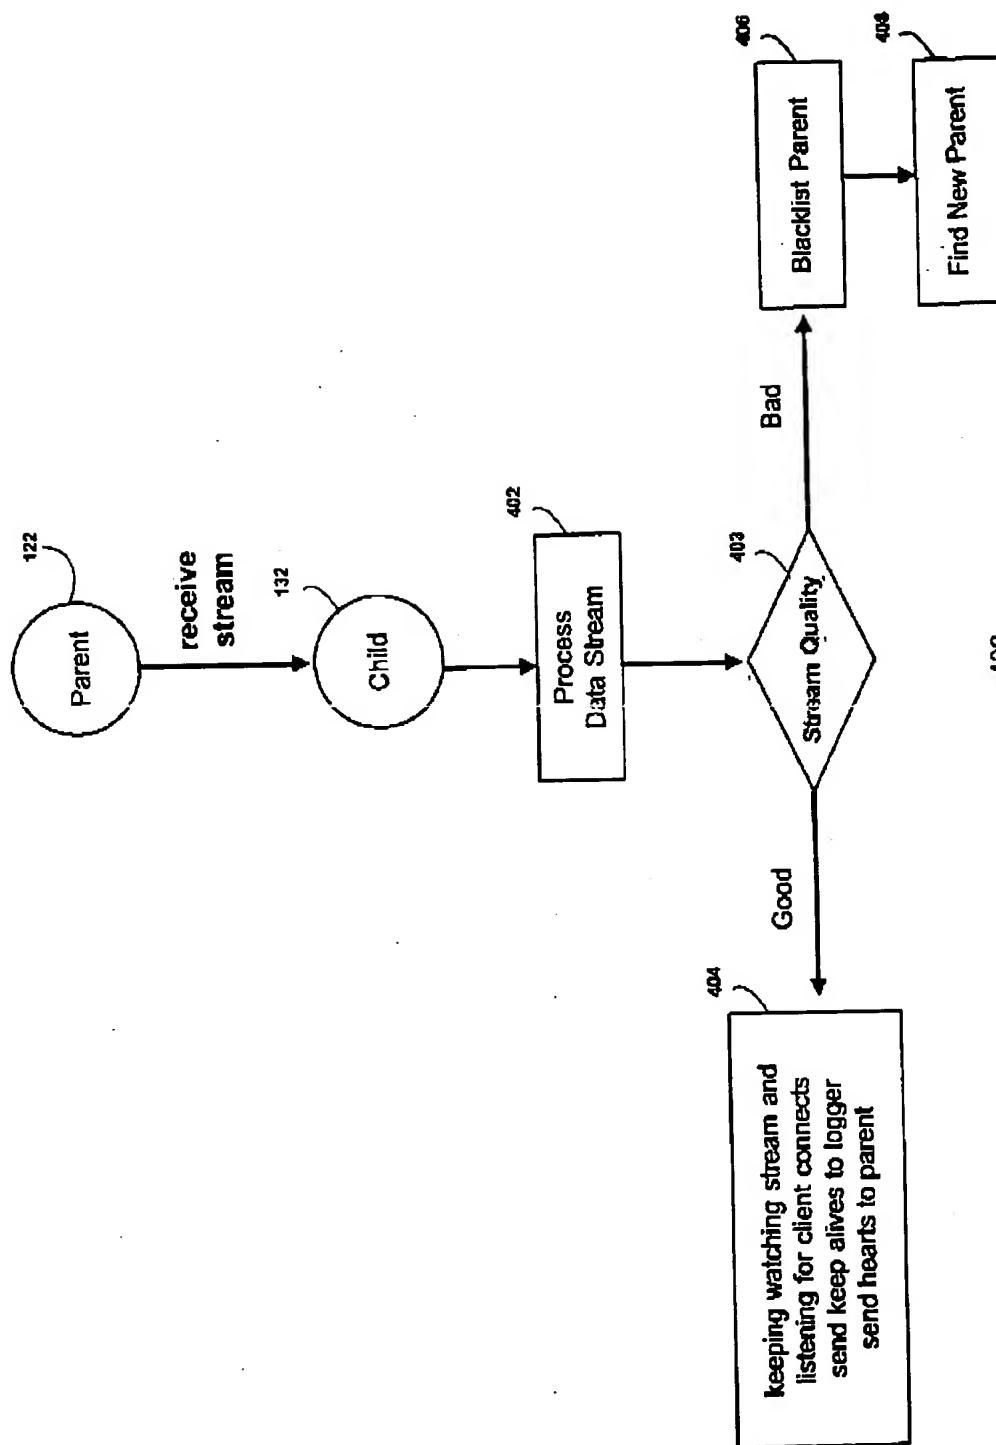 122
Parent
receive
stream
132
Child
402
Process
Data Stream
403
Stream Quality
Good
Bad
404
keeping watching stream and
listening for client connects
send keep alives to logger
send hearts to parent
406
Blacklist Parent
408
Find New Parent